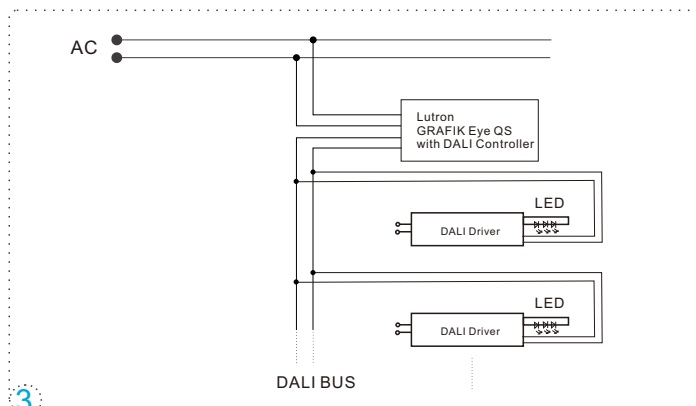 AC
Lutron
GRAFIK Eye QS
with DALI Controller
LED
DALI Driver
LED
DALI Driver
DALI BUS
3